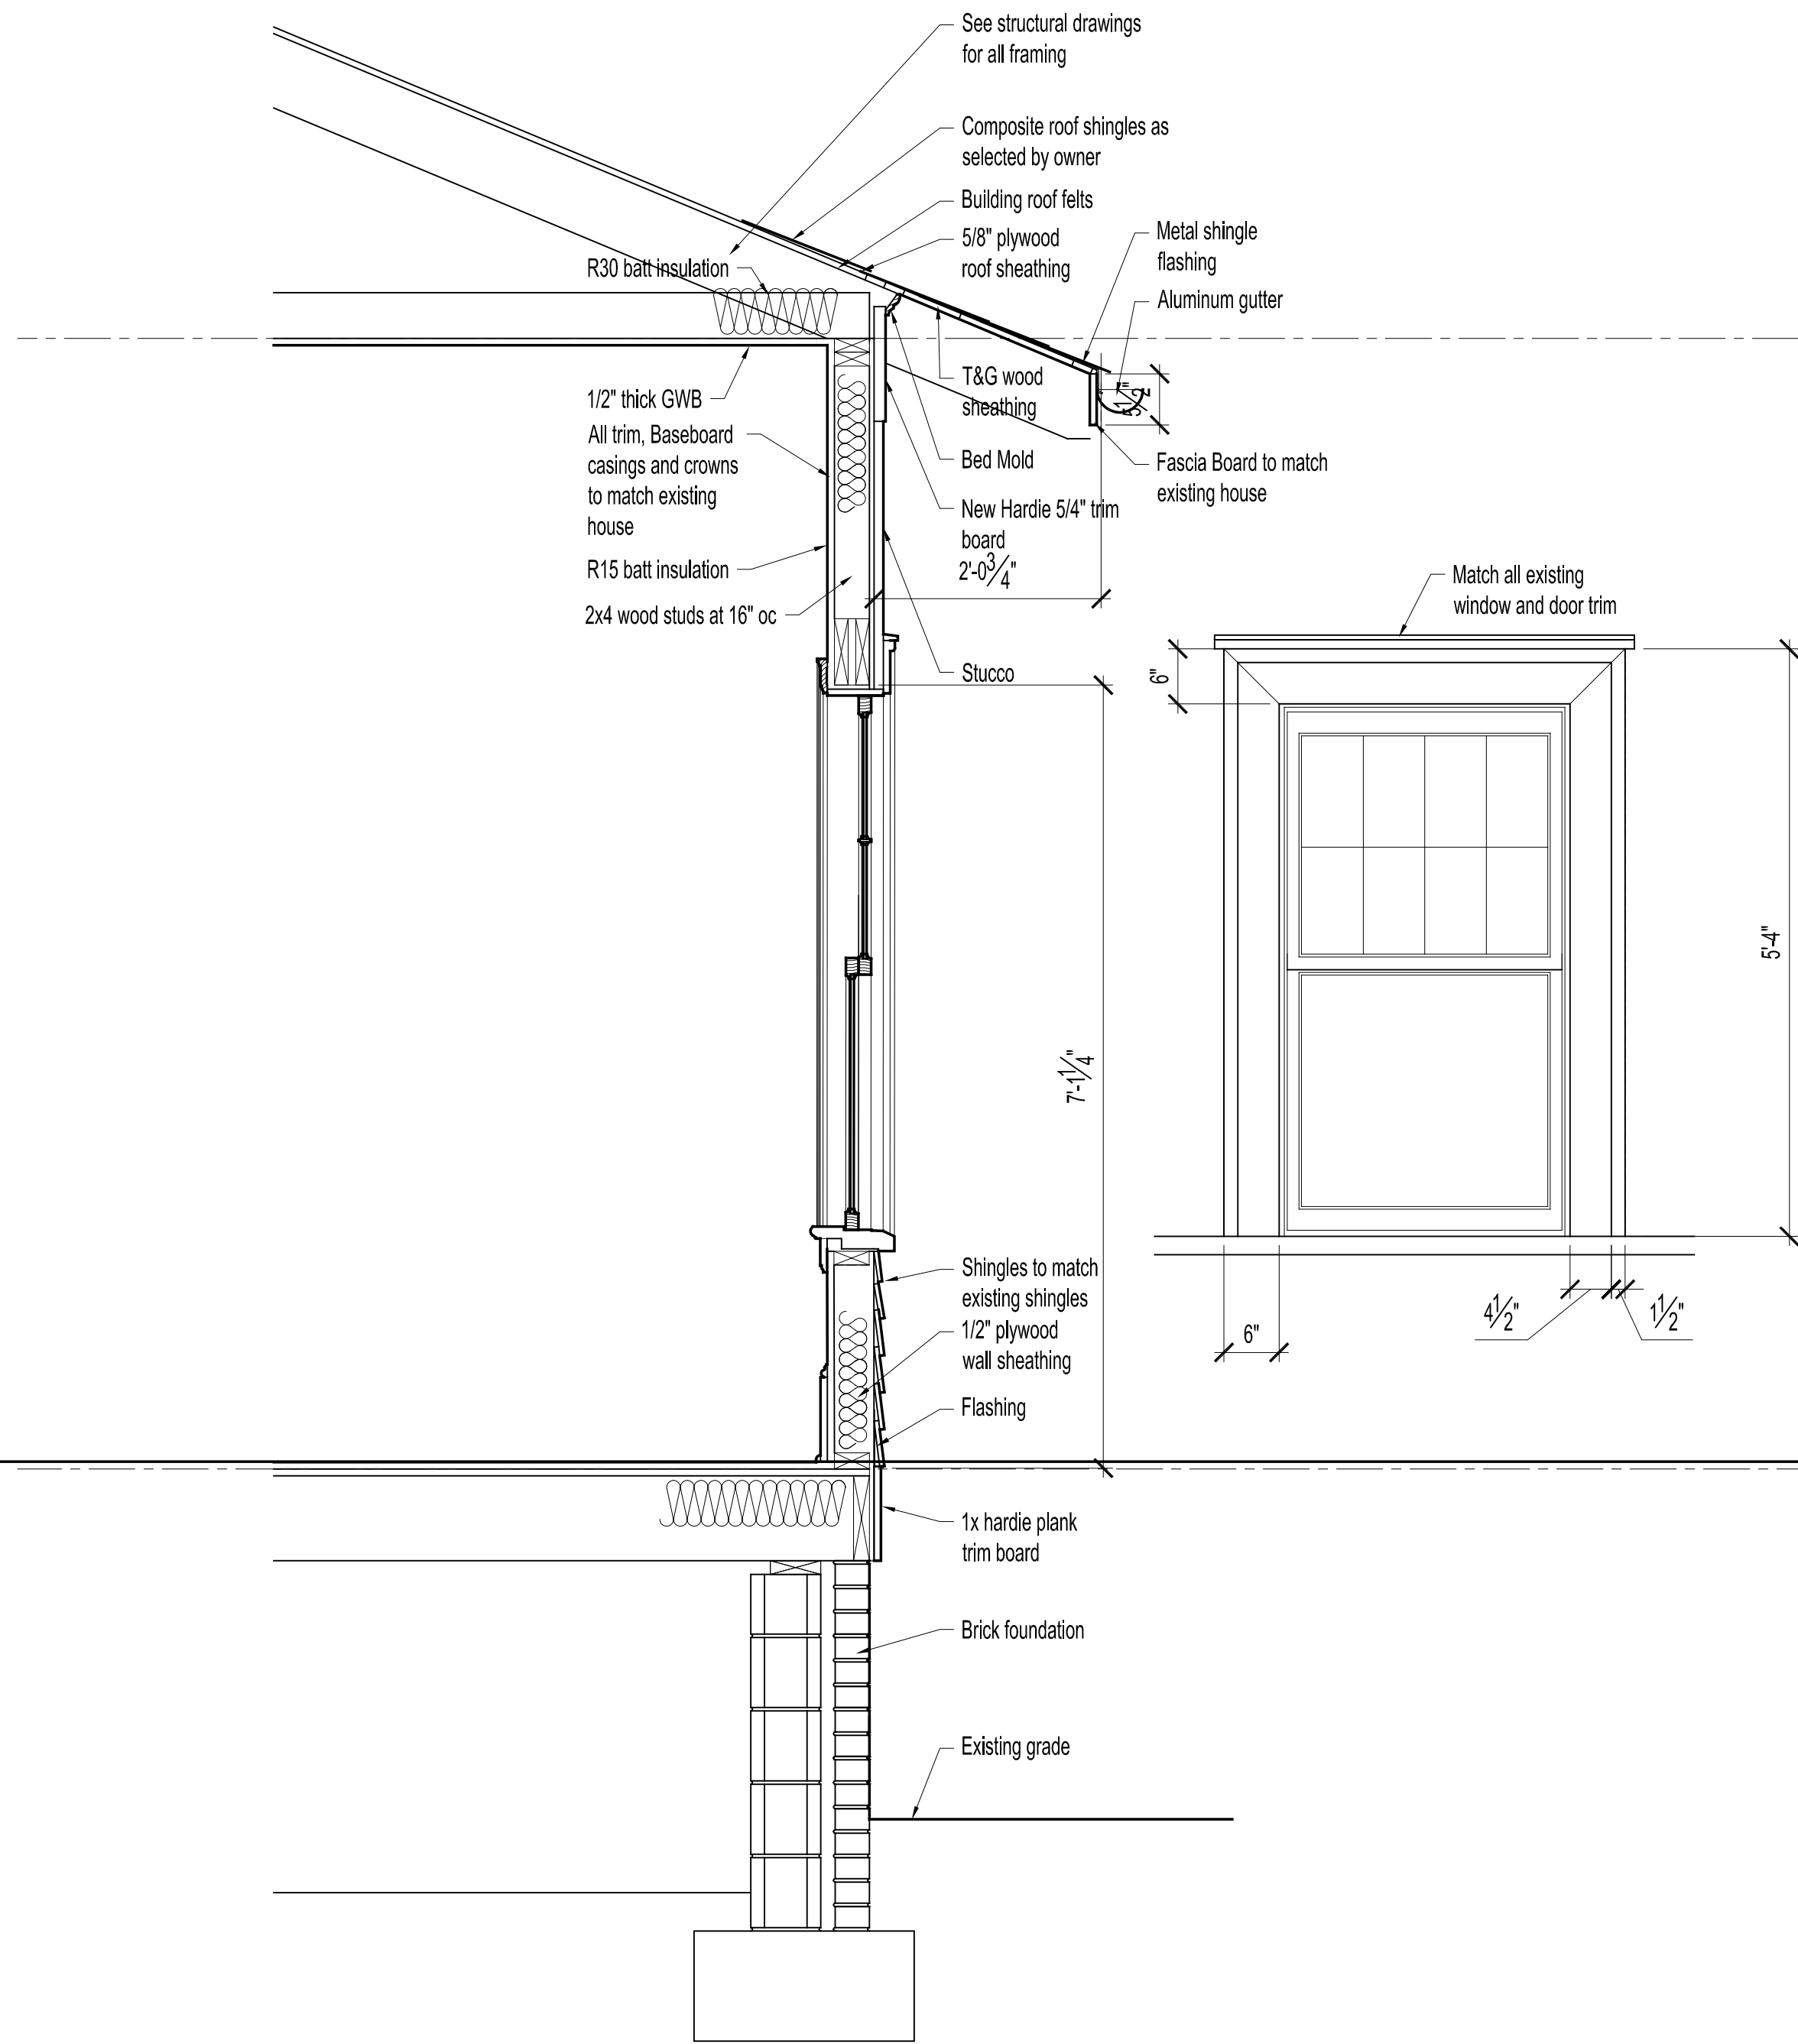 See structural drawings
for all framing
Composite roof shingles as
selected by owner
Building roof felts
5/8" plywood
roof sheathing
Metal shingle
flashing
R30 batt insulation
Aluminum gutter
T&G wood
sheathing
5 1/2"
1/2" thick GWB
All trim, Baseboard
casings and crowns
to match existing
house
Bed Mold
Fascia Board to match
existing house
New Hardie 5/4" trim
board
2'-0 3/4"
R15 batt insulation
2x4 wood studs at 16" oc
Match all existing
window and door trim
Stucco
6"
5'-4"
7'-1 1/4"
Shingles to match
existing shingles
1/2" plywood
wall sheathing
4 1/2"
1 1/2"
6"
Flashing
1x hardie plank
trim board
Brick foundation
Existing grade